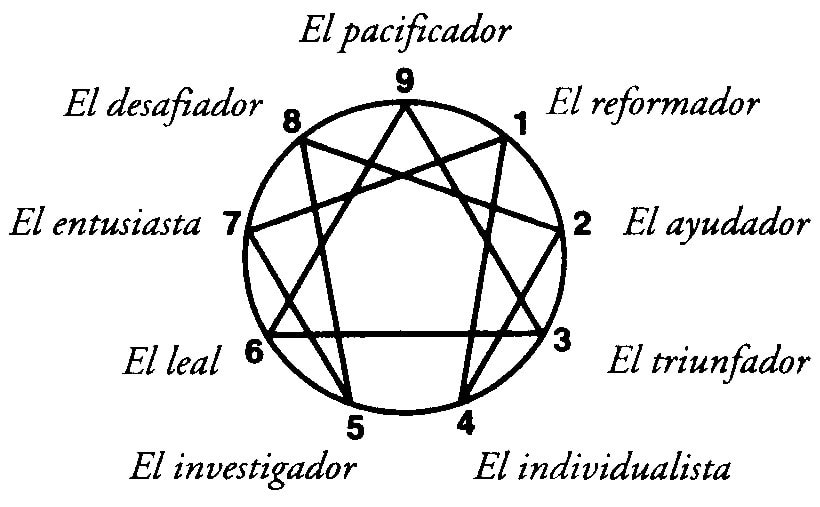 El pacificador
9
El desafiador
8
1
El reformador
El entusiasta 7
2 El ayudador
El leal
6
3
El triunfador
5
4
El investigador
El individualista